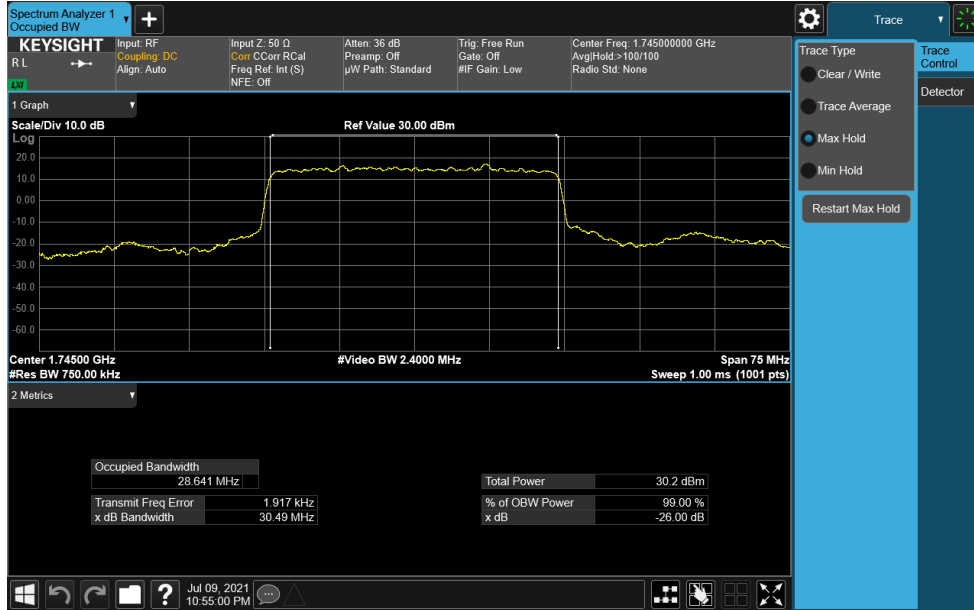 Spectrum Analyzer 1
Occupied BW
Trace
KEYSIGHT
R L
LXI
Input: RF
Coupling: DC
Align: Auto
Input Z: 50 Ω
Corr CCorr RCal
Freq Ref: Int (S)
NFE: Off
Atten: 36 dB
Preamp: Off
µW Path: Standard
Trig: Free Run
Gate: Off
#IF Gain: Low
Center Freq: 1.745000000 GHz
Avg|Hold:>100/100
Radio Std: None
Trace Type
Clear / Write
Trace Average
Max Hold
Min Hold
Restart Max Hold
Trace
Control
Detector
1 Graph
Scale/Div 10.0 dB
Ref Value 30.00 dBm
Log
20.0
10.0
0.00
-10.0
-20.0
-30.0
-40.0
-50.0
-60.0
Center 1.74500 GHz
#Video BW 2.4000 MHz
Span 75 MHz
#Res BW 750.00 kHz
Sweep 1.00 ms (1001 pts)
2 Metrics
Occupied Bandwidth
28.641 MHz
Transmit Freq Error 1.917 kHz
x dB Bandwidth 30.49 MHz
Total Power 30.2 dBm
% of OBW Power 99.00 %
x dB -26.00 dB
Jul 09, 2021
10:55:00 PM